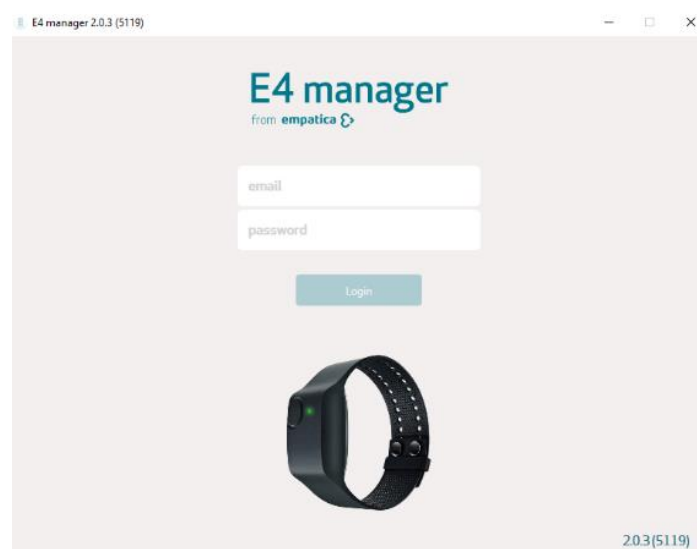 E4 manager 2.0.3 (5119)
E4 manager
from empatica
email
password
Login
2.0.3 (5119)